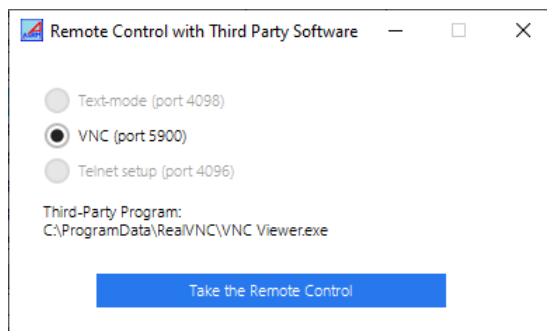 Remote Control with Third Party Software
Text-mode (port 4098)
VNC (port 5900)
Telnet setup (port 4096)
Third-Party Program:
C:\ProgramData\RealVNC\VNC Viewer.exe
Take the Remote Control